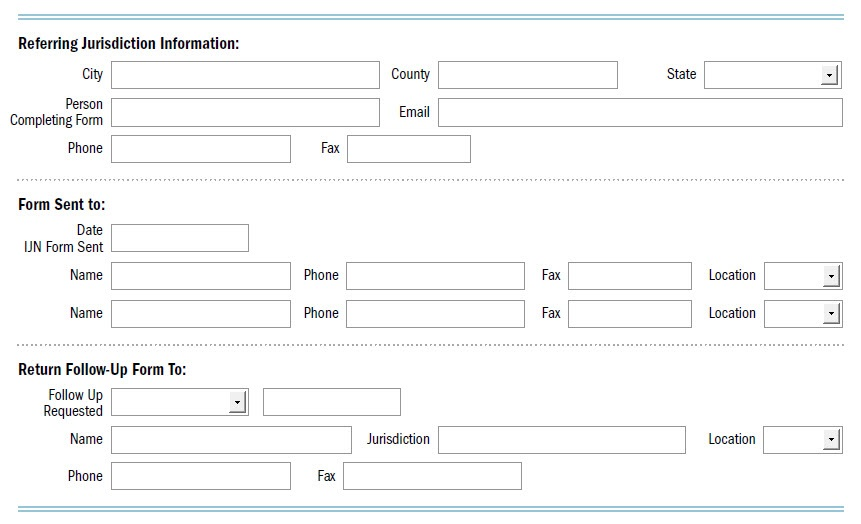 Referring Jurisdiction Information:
City County State
Person
Completing Form Email
Phone Fax
Form Sent to:
Date
IJN Form Sent
Name Phone Fax Location
Name Phone Fax Location
Return Follow-Up Form To:
Follow Up
Requested
Name Jurisdiction Location
Phone Fax